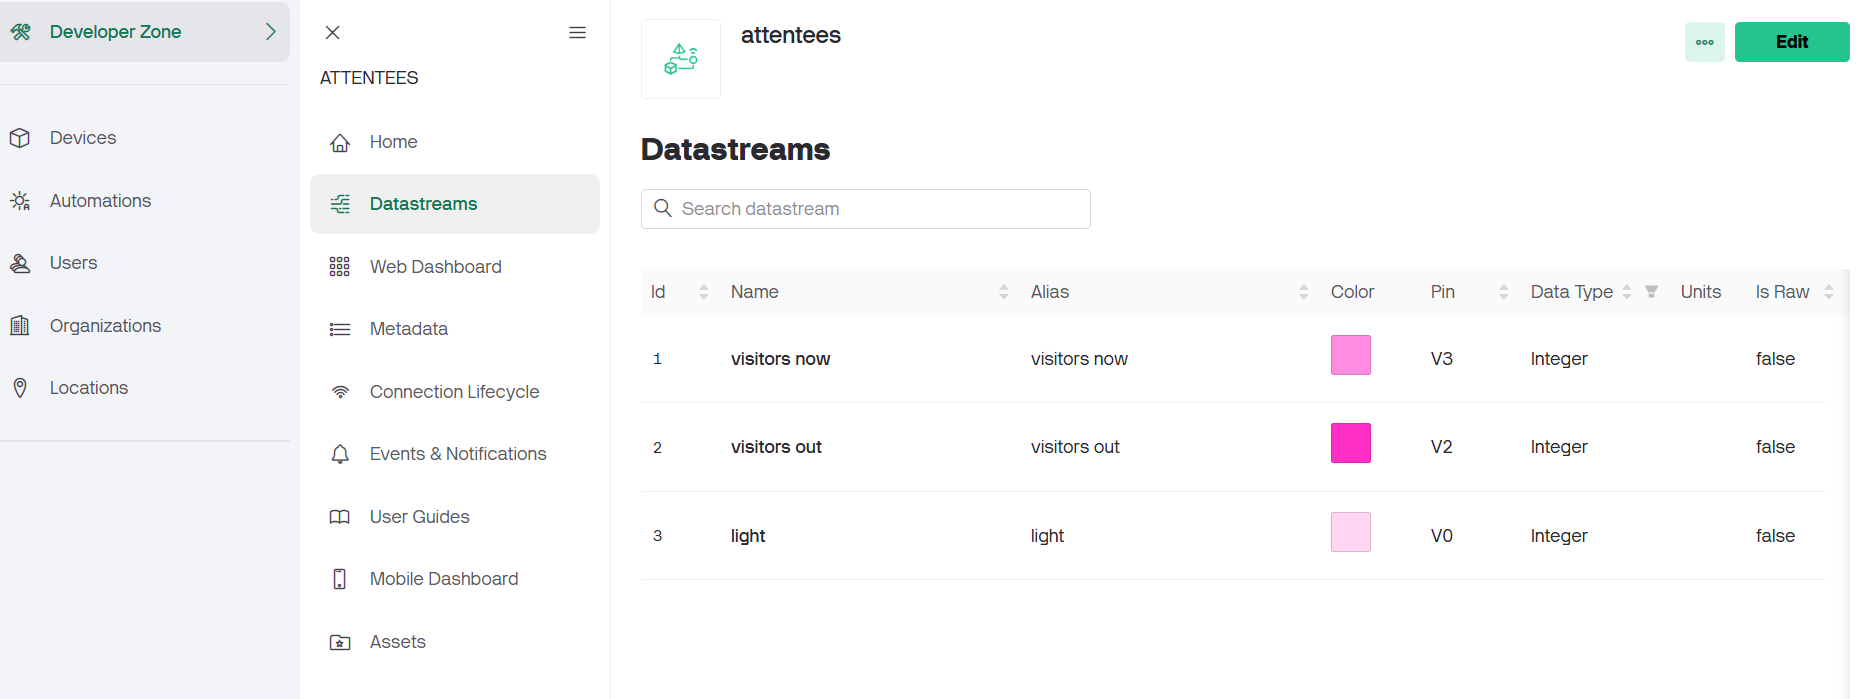 Developer Zone
Devices
Automations
Users
Organizations
Locations
ATTENTEES
Home
Datastreams
Web Dashboard
Metadata
Connection Lifecycle
Events & Notifications
User Guides
Mobile Dashboard
Assets
attentees
Edit
Datastreams
Search datastream
Id Name Alias Color Pin Data Type Units Is Raw
1 visitors now visitors now V3 Integer false
2 visitors out visitors out V2 Integer false
3 light light V0 Integer false